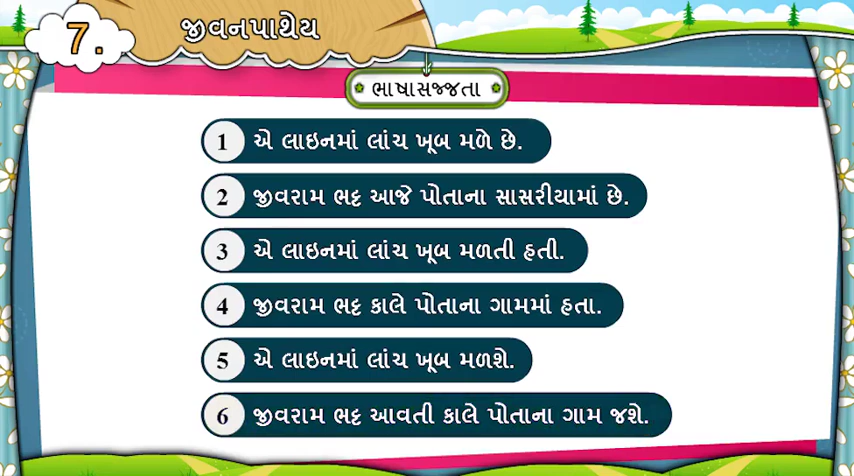 7. જીવનપાથેય
ભાષાસજ્જતા
1 એ લાઇનમાં લાંચ ખૂબ મળે છે.
2 જીવરામ ભટ્ટ આજે પોતાના સાસરીયામાં છે.
3 એ લાઇનમાં લાંચ ખૂબ મળતી હતી.
4 જીવરામ ભટ્ટ કાલે પોતાના ગામમાં હતા.
5 એ લાઇનમાં લાંચ ખૂબ મળશે.
6 જીવરામ ભટ્ટ આવતી કાલે પોતાના ગામ જશે.